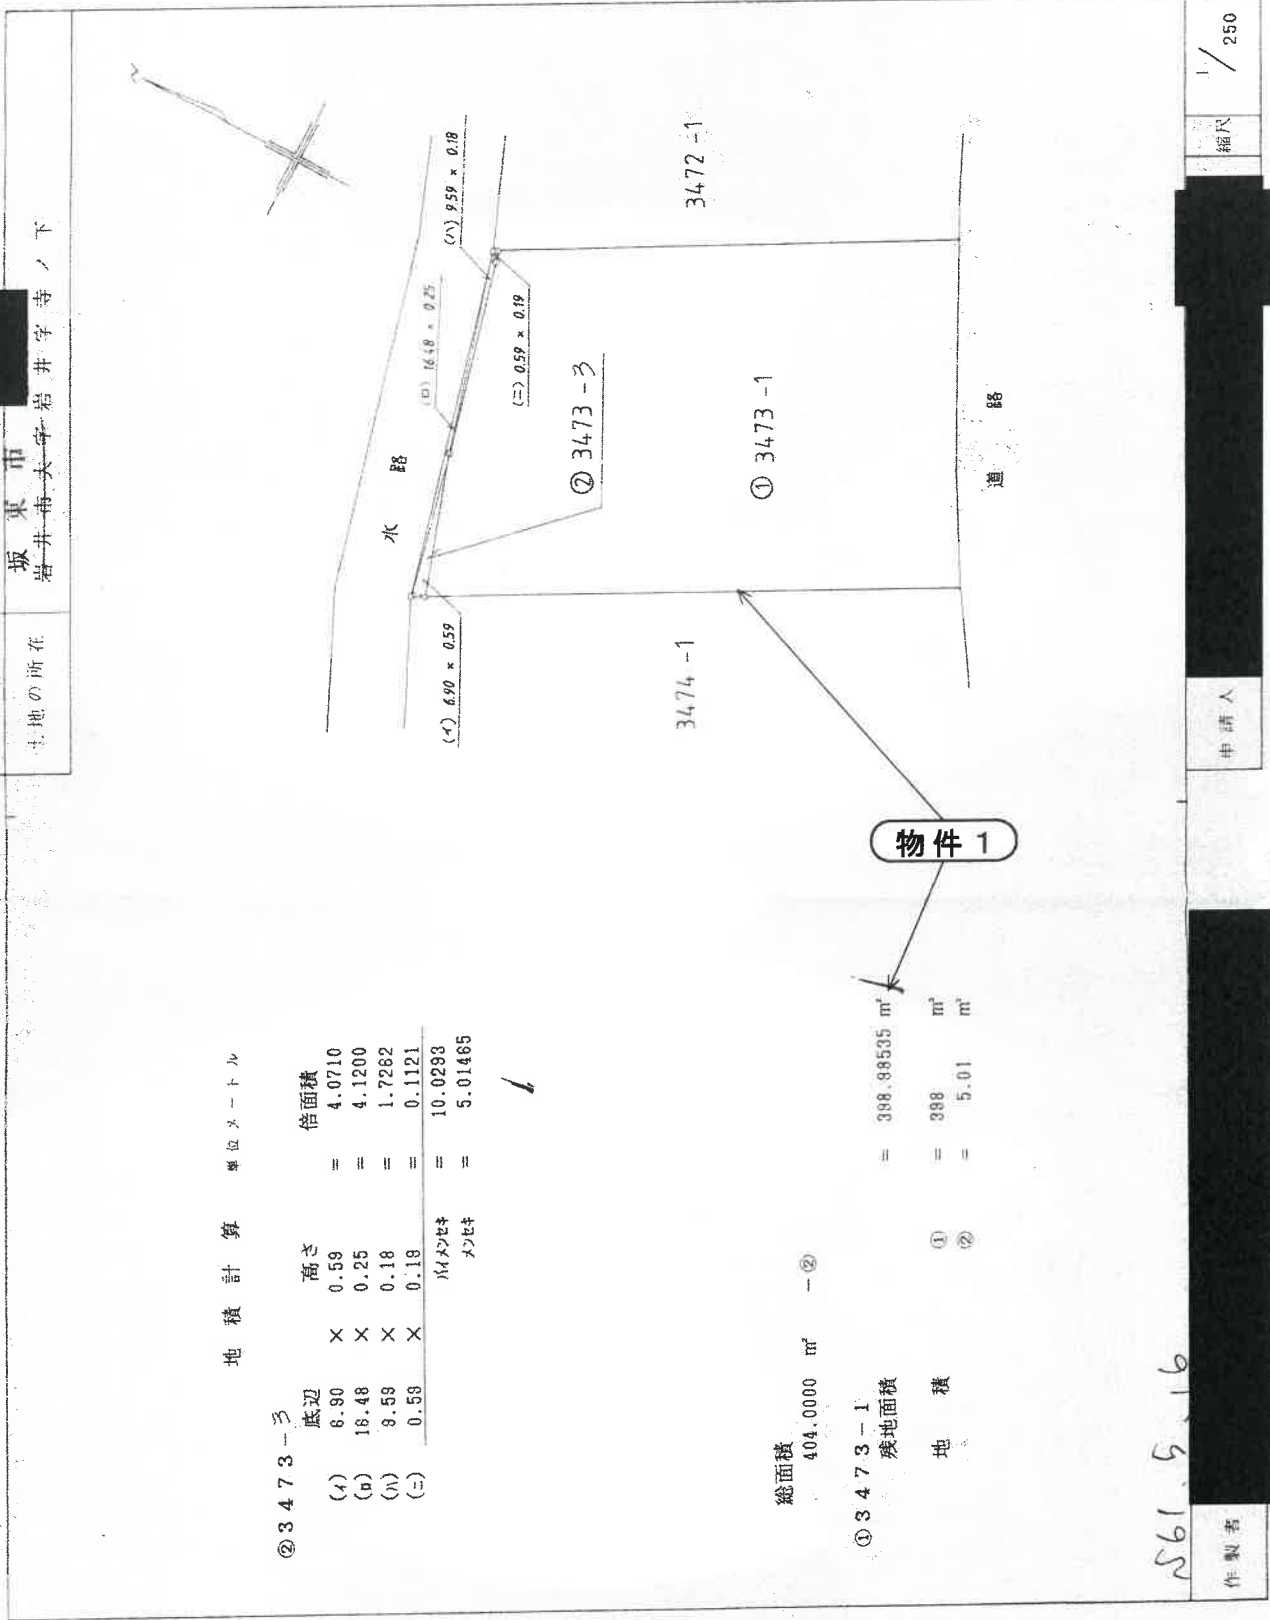 土地の所在
坂東市
岩井市大字岩井字寺ノ下
地積計算 単位メートル
②3473-3
底辺 高さ 倍面積
(イ) 6.90 × 0.59 = 4.0710
(ロ) 16.48 × 0.25 = 4.1200
(ハ) 9.59 × 0.18 = 1.7262
(ニ) 0.59 × 0.19 = 0.1121
バイメンセキ = 10.0293
メンセキ = 5.01465
総面積
404.0000 m² -②
①3473-1
残地面積 = 398.98535 m²
地積 ① = 398 m²
② = 5.01 m²
物件 1
水路
(イ) 6.90 × 0.59
(ロ) 16.48 × 0.25
(ハ) 9.59 × 0.18
(ニ) 0.59 × 0.19
② 3473-3
① 3473-1
3474-1
3472-1
道路
S61.5.16
作製者
申請人
縮尺
1/250